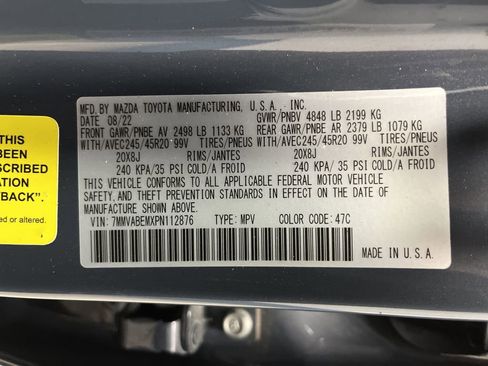 THIS
BEEN
SCRIBED
ATION
BACK".
ed or altered.
MFD. BY MAZDA TOYOTA MANUFACTURING, U.S.A., INC.
DATE 08/22 GVWR/PNBV 4848 LB 2199 KG
FRONT GAWR/PNBE AV 2498 LB 1133 KG REAR GAWR/PNBE AR 2379 LB 1079 KG
WITH/AVEC245/45R20 99V TIRES/PNEUS WITH/AVEC245/45R20 99V TIRES/PNEUS
20X8J RIMS/JANTES 20X8J RIMS/JANTES
240 KPA/ 35 PSI COLD/A FROID 240 KPA/ 35 PSI COLD/A FROID
THIS VEHICLE CONFORMS TO ALL APPLICABLE FEDERAL MOTOR VEHICLE
SAFETY, AND THEFT PREVENTION STANDARDS IN EFFECT ON THE DATE OF
MANUFACTURE SHOWN ABOVE.
VIN: 7MMVABEMXPN112876 TYPE: MPV COLOR CODE: 47C
MADE IN U.S.A.